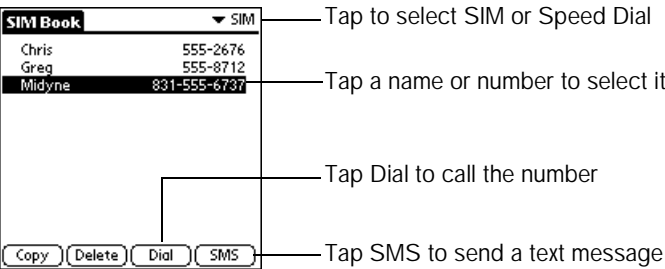 SIM Book ▼ SIM Tap to select SIM or Speed Dial
Chris 555-2676
Greg 555-8712
Midyne 831-555-6737 Tap a name or number to select it
Tap Dial to call the number
Copy Delete Dial SMS Tap SMS to send a text message